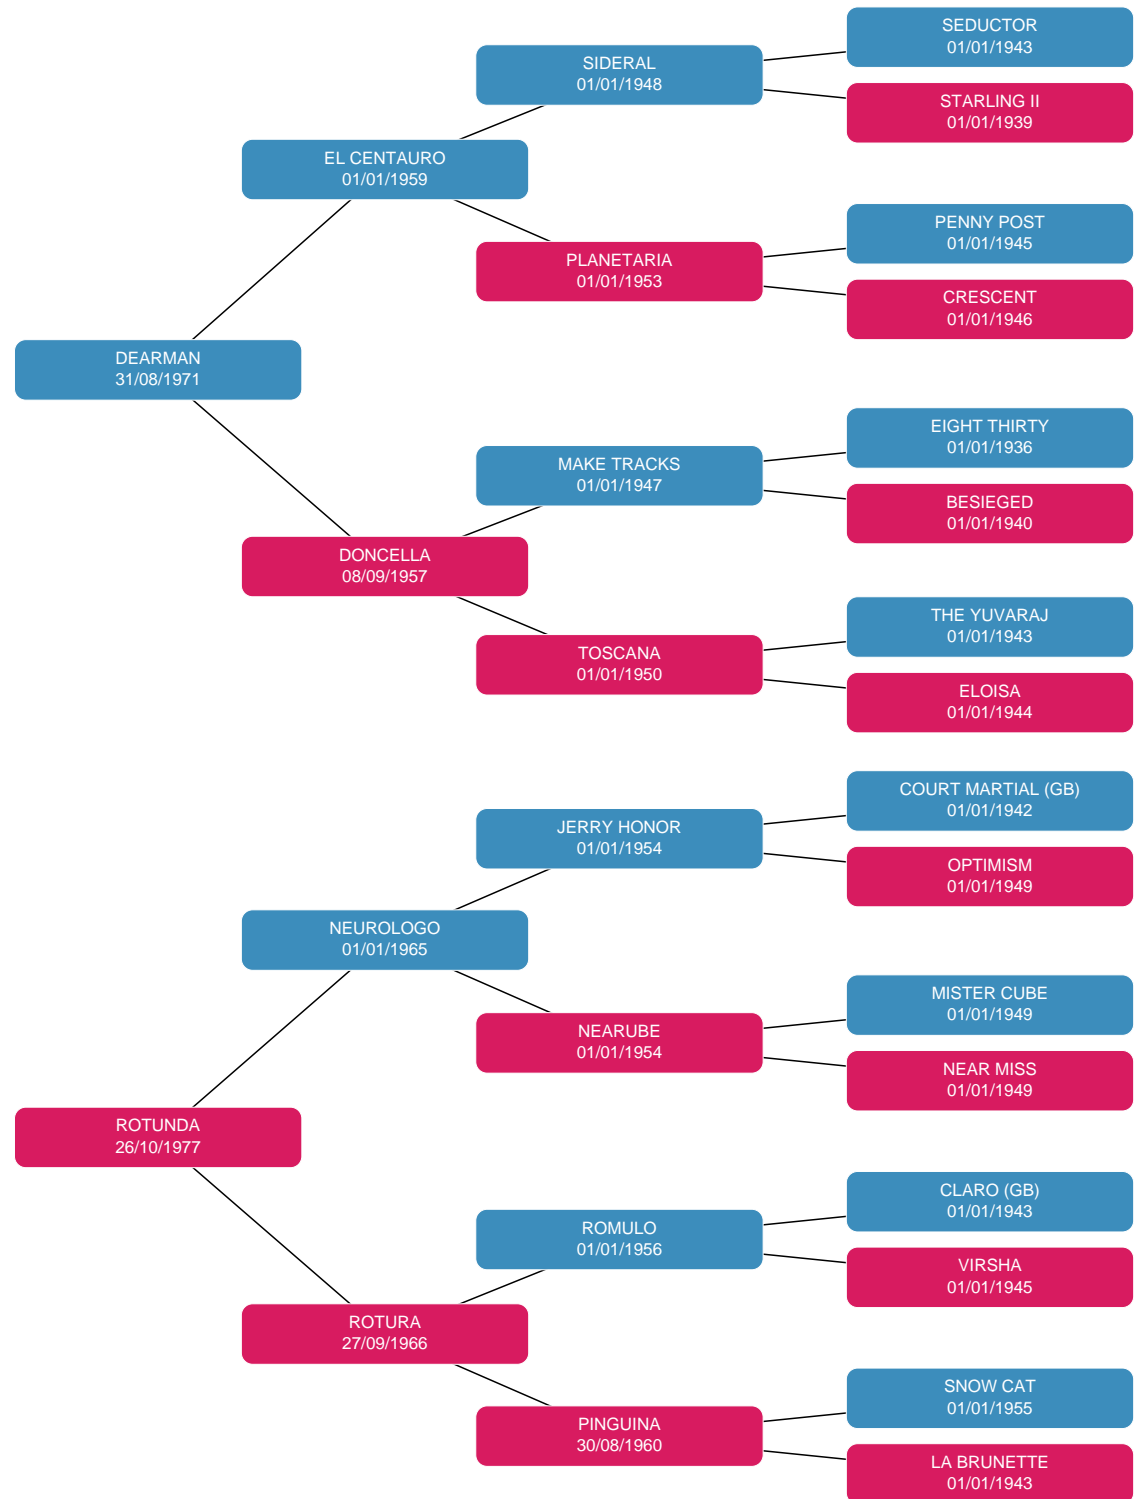 SEDUCTOR
01/01/1943
SIDERAL
01/01/1948
STARLING II
01/01/1939
EL CENTAURO
01/01/1959
PENNY POST
01/01/1945
PLANETARIA
01/01/1953
CRESCENT
01/01/1946
DEARMAN
31/08/1971
EIGHT THIRTY
01/01/1936
MAKE TRACKS
01/01/1947
BESIEGED
01/01/1940
DONCELLA
08/09/1957
THE YUVARAJ
01/01/1943
TOSCANA
01/01/1950
ELOISA
01/01/1944
COURT MARTIAL (GB)
01/01/1942
JERRY HONOR
01/01/1954
OPTIMISM
01/01/1949
NEUROLOGO
01/01/1965
MISTER CUBE
01/01/1949
NEARUBE
01/01/1954
NEAR MISS
01/01/1949
ROTUNDA
26/10/1977
CLARO (GB)
01/01/1943
ROMULO
01/01/1956
VIRSHA
01/01/1945
ROTURA
27/09/1966
SNOW CAT
01/01/1955
PINGUINA
30/08/1960
LA BRUNETTE
01/01/1943